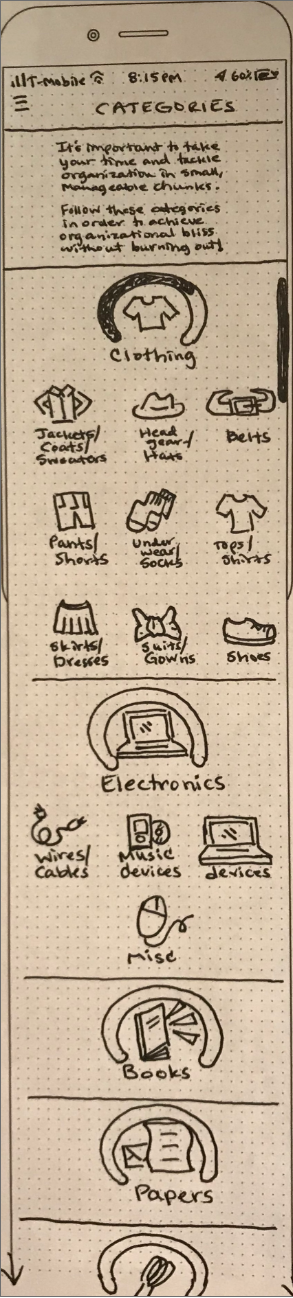 T-Mobile 8:15 PM 60%
CATEGORIES
It's important to take
your time and tackle
organization in small,
manageable chunks.
Follow these categories
in order to achieve
organizational bliss
without burning out!
Clothing
Jackets/ Head Belts
Coats/ gear/
Sweaters Hats
Pants/ Under Tops/
Shorts wear/ Shirts
Socks
Skirts/ Suits/ Shoes
Dresses Gowns
Electronics
Wires/ Music devices
Cables devices
Misc
Books
Papers